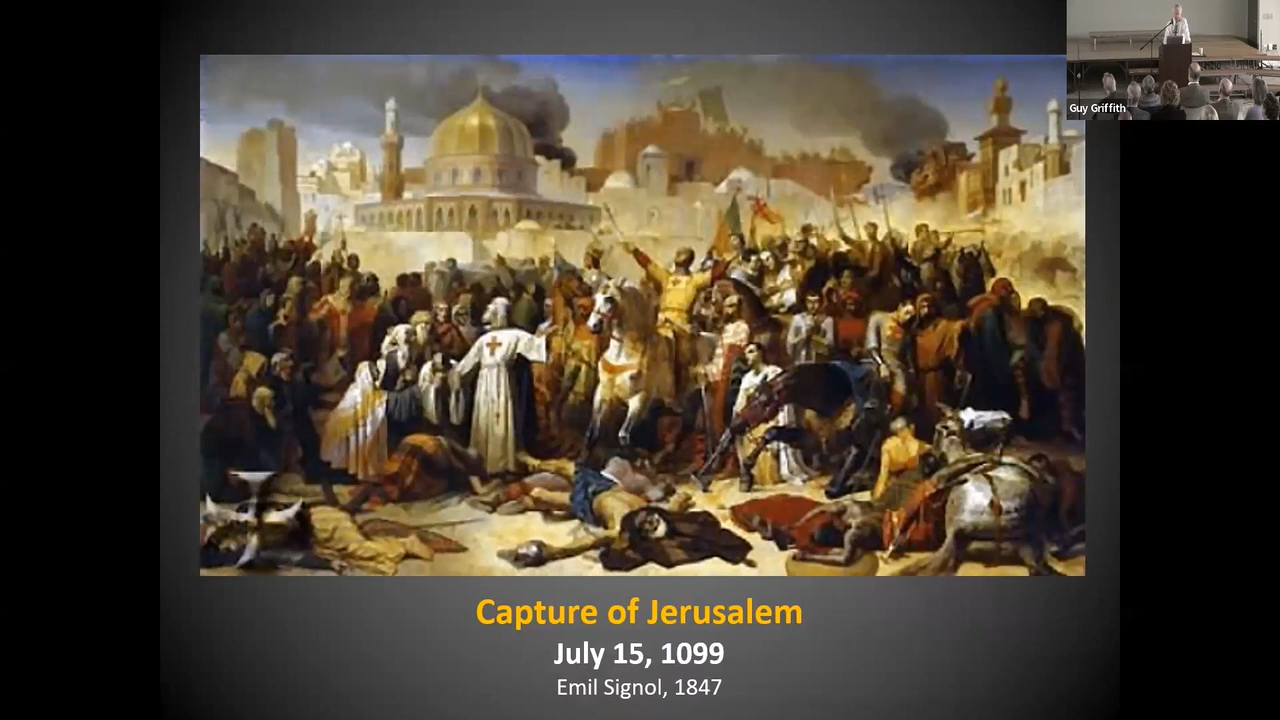 Guy Griffith
Capture of Jerusalem
July 15, 1099
Emil Signol, 1847